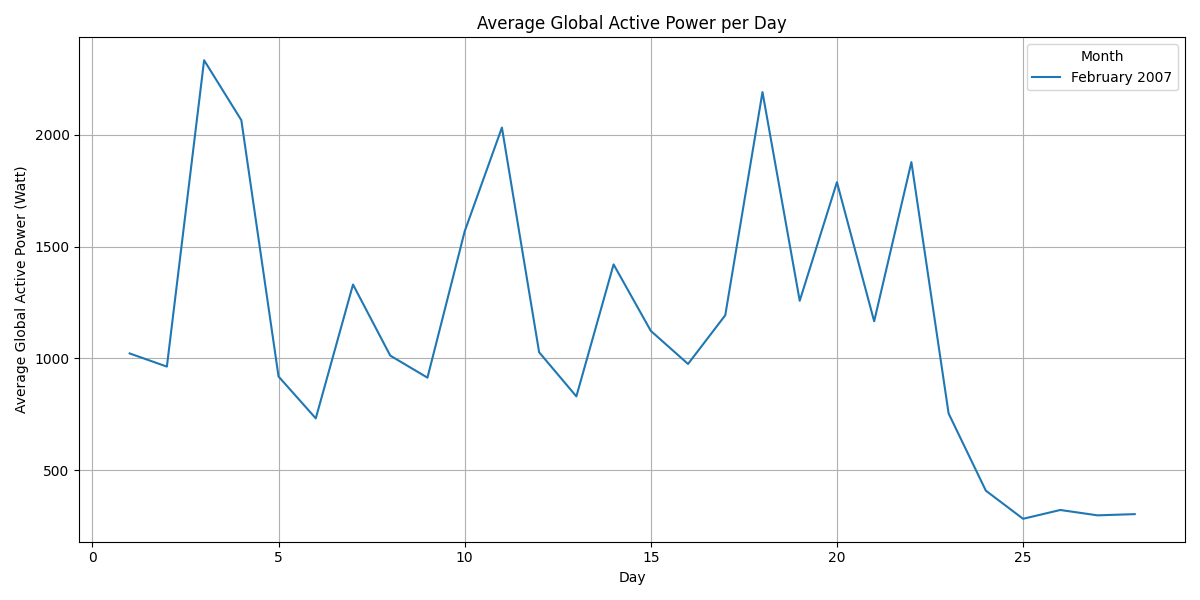 Average Global Active Power per Day
Month
February 2007
Average Global Active Power (Watt)
2000
1500
1000
500
0 5 10 15 20 25
Day